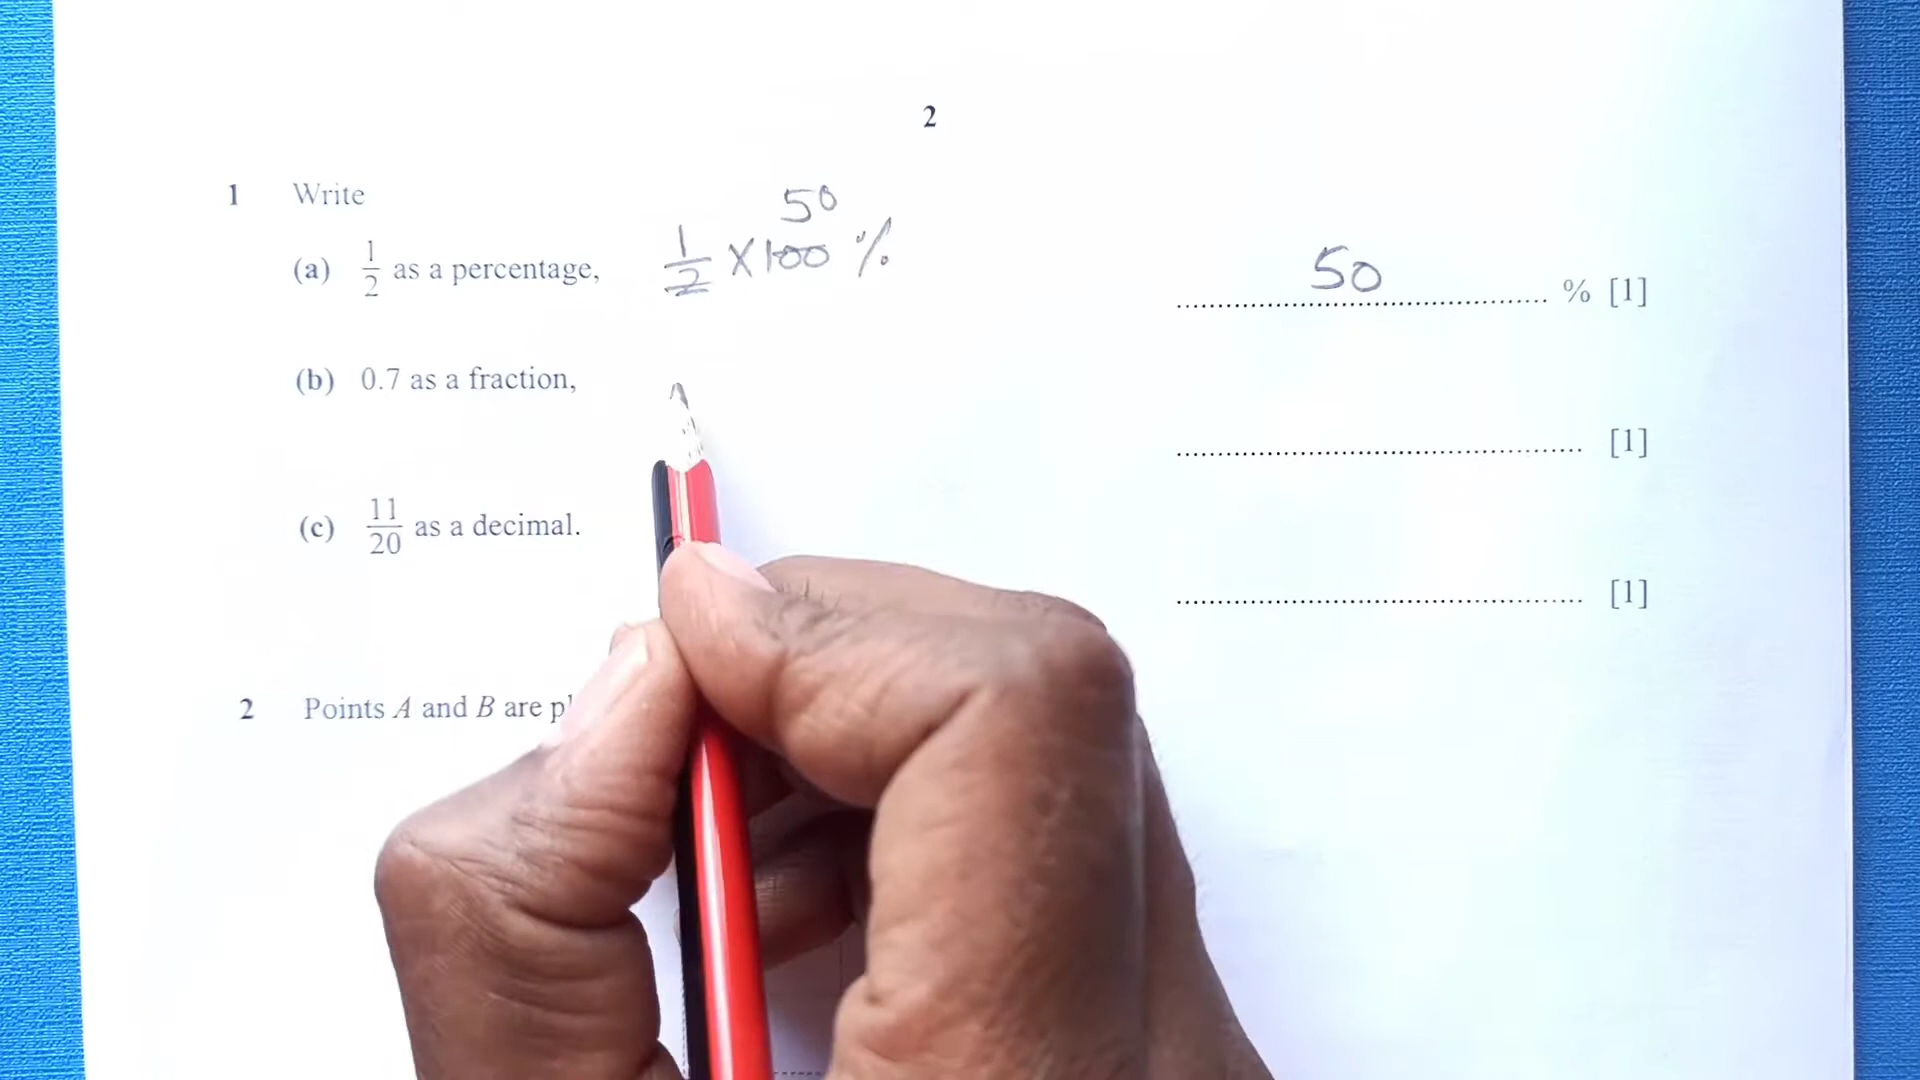 2
1 Write
50
(a) 1/2 as a percentage, 1/2 × 100 % 50 % [1]
(b) 0.7 as a fraction, [1]
(c) 11/20 as a decimal. [1]
2 Points A and B are